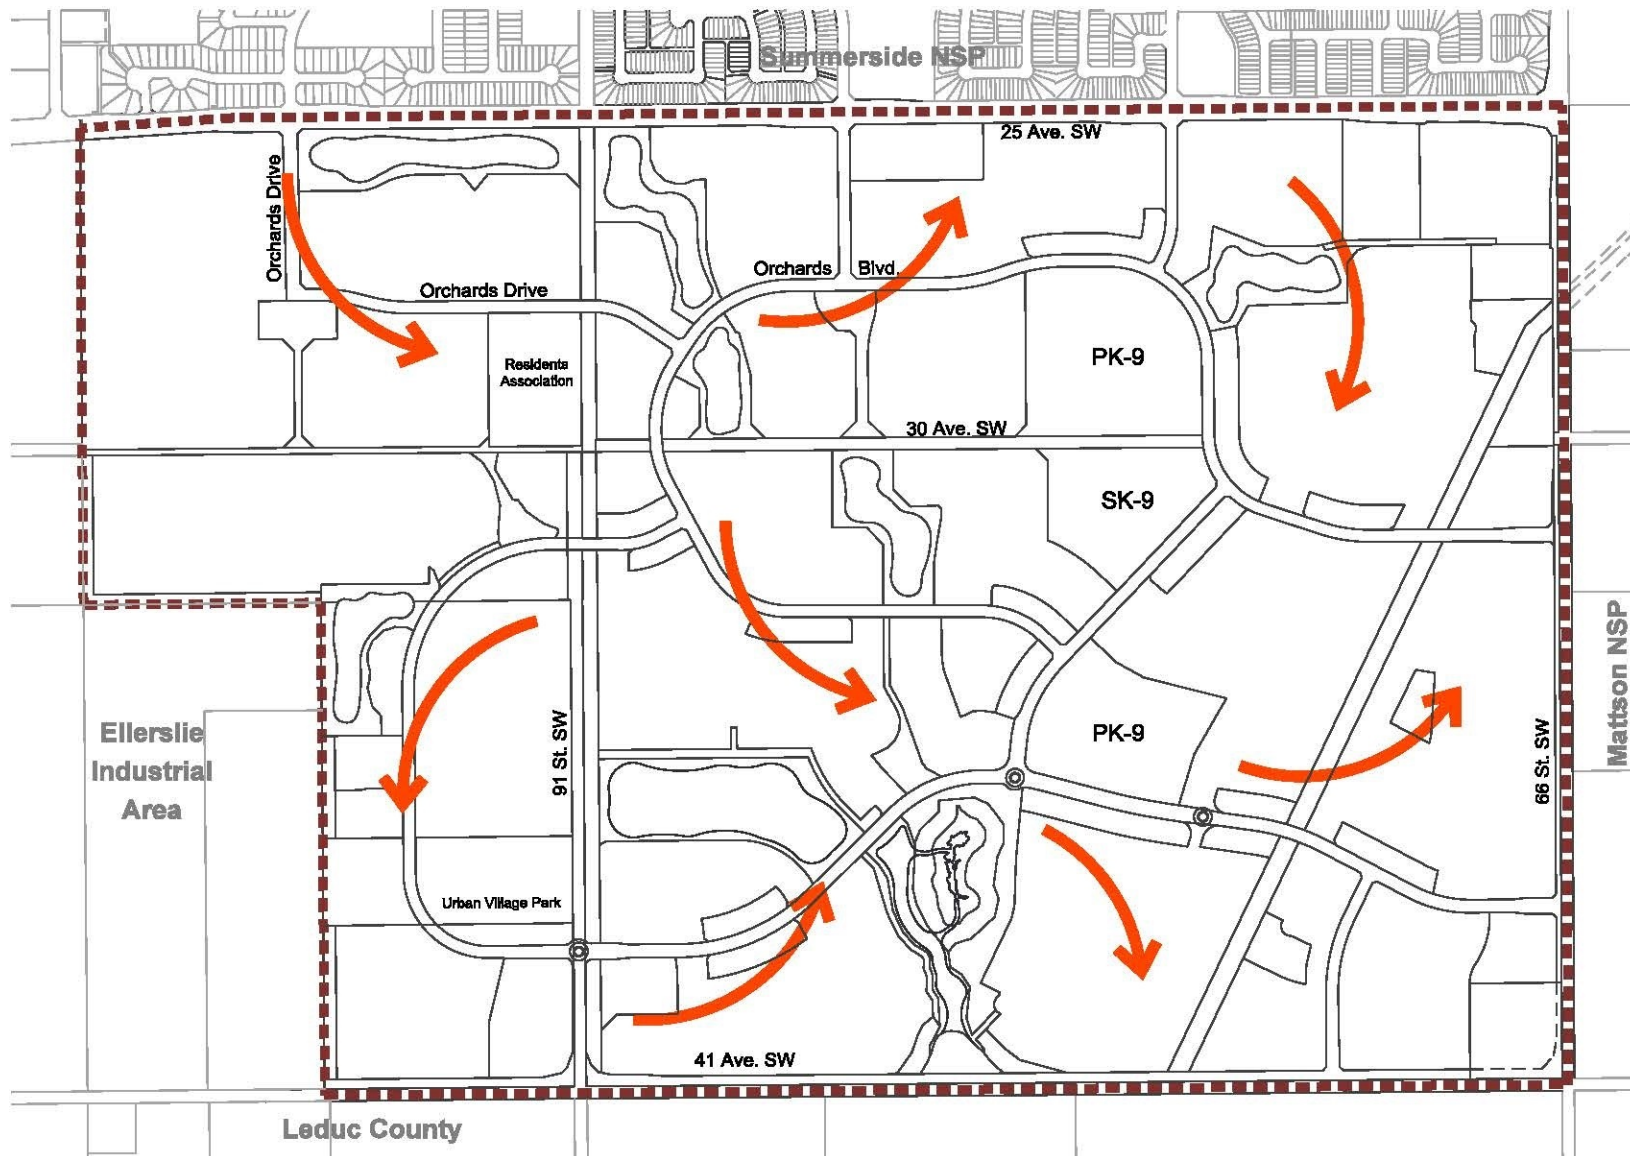 Summerside NSP
25 Ave. SW
Orchards Drive
Orchards Blvd.
Orchards Drive
Residents
Association
PK-9
30 Ave. SW
SK-9
Ellerslie
Industrial
Area
91 St. SW
PK-9
66 St. SW
Mattson NSP
Urban Village Park
41 Ave. SW
Leduc County